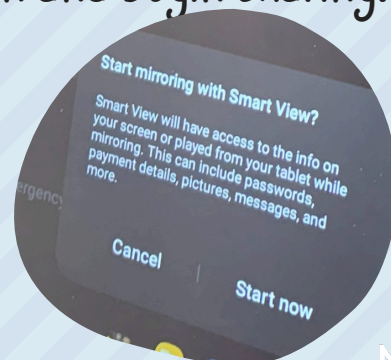 Start mirroring with Smart View?
Smart View will have access to the info on
your screen or played from your tablet while
mirroring. This can include passwords,
payment details, pictures, messages, and
more.
Cancel
Start now